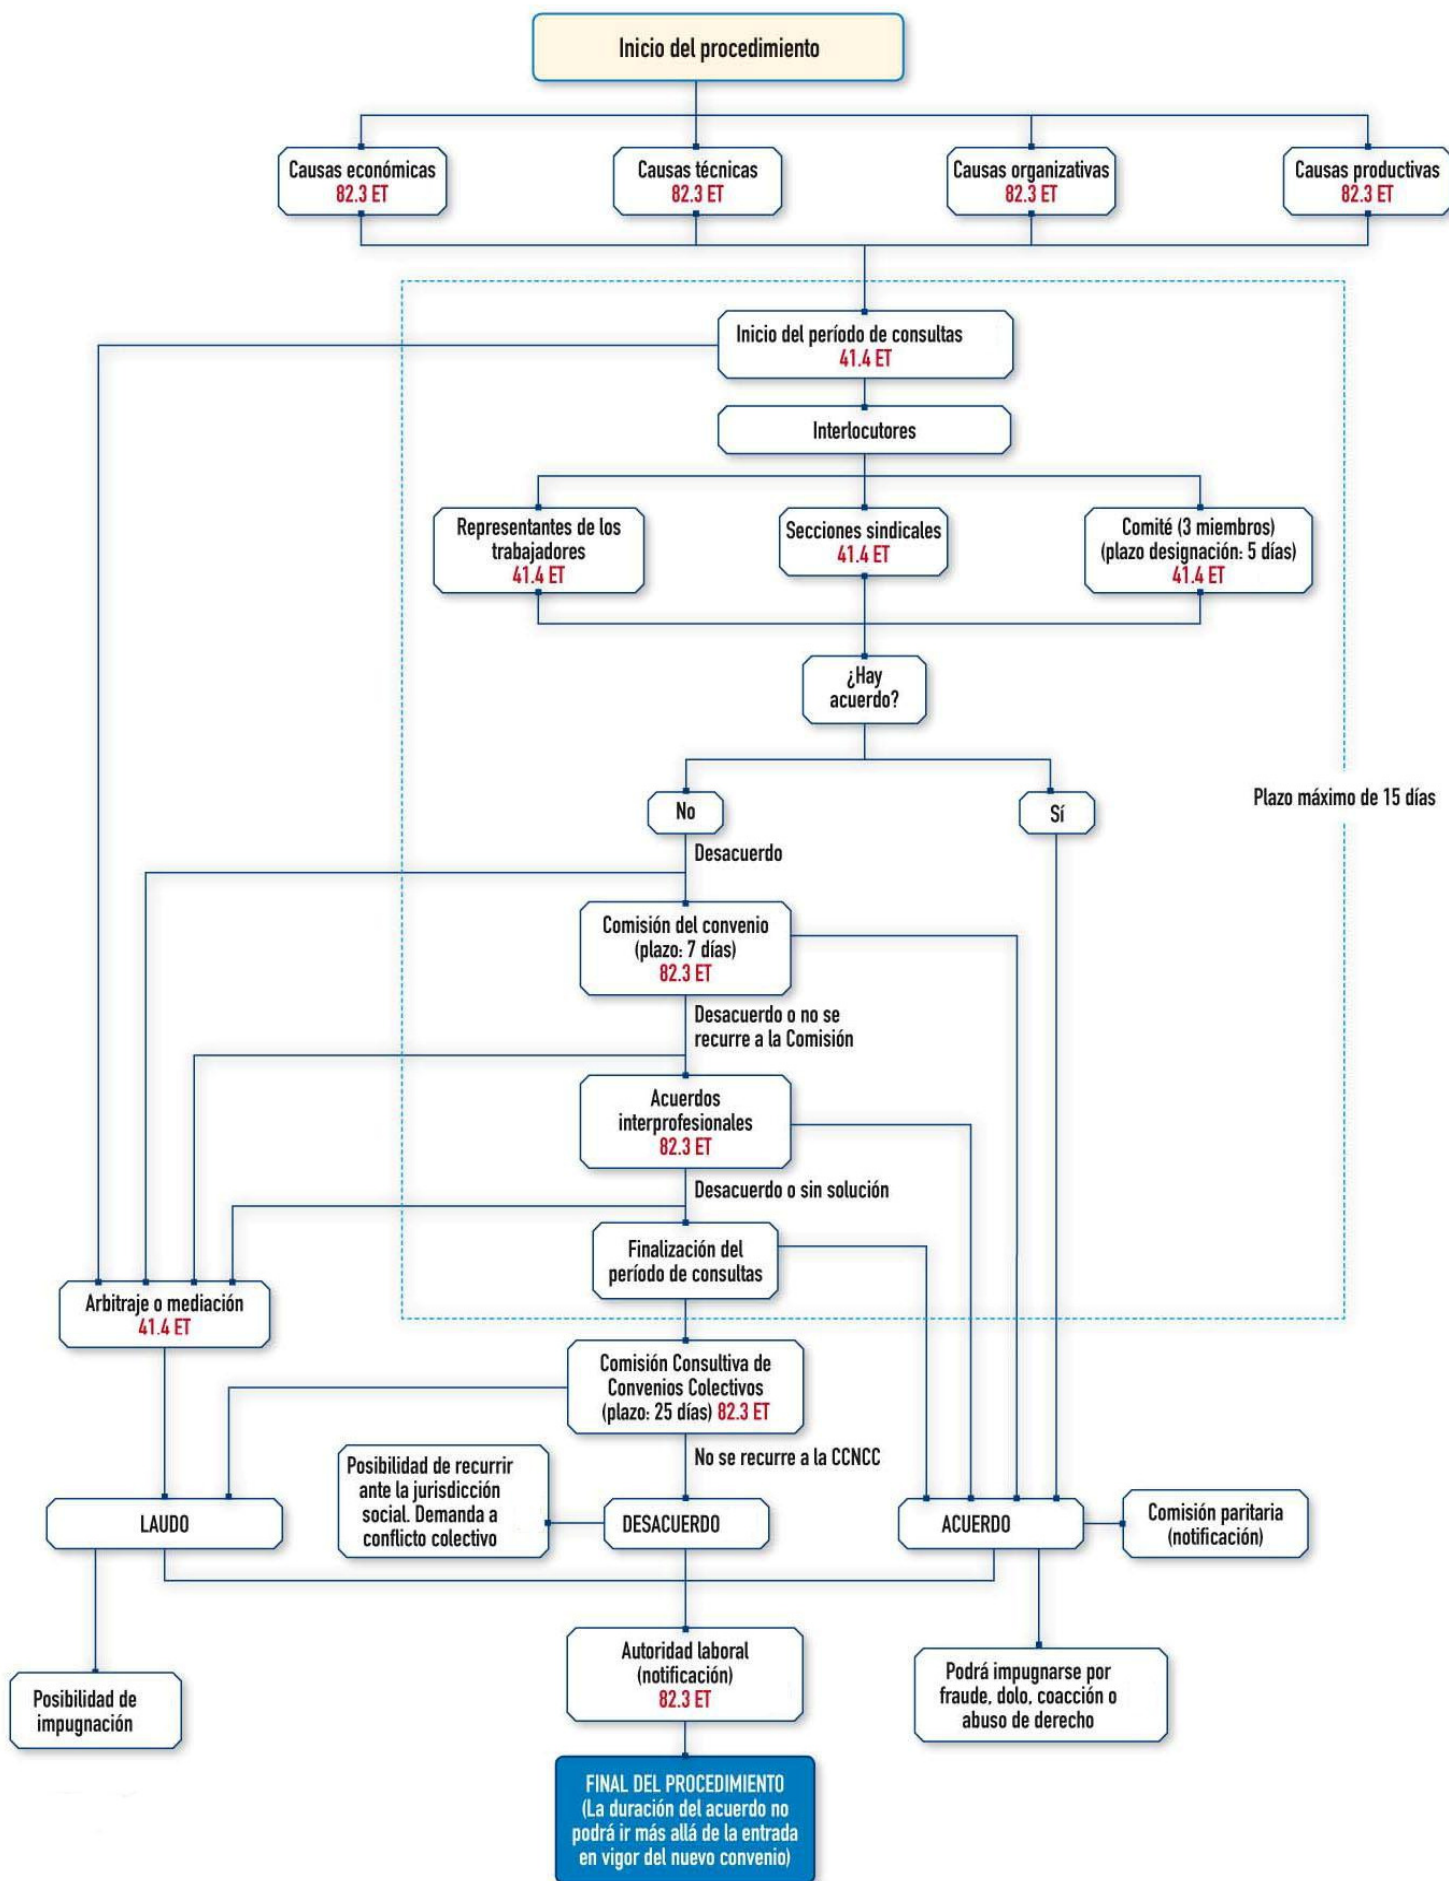 Inicio del procedimiento
Causas económicas
82.3 ET
Causas técnicas
82.3 ET
Causas organizativas
82.3 ET
Causas productivas
82.3 ET
Inicio del período de consultas
41.4 ET
Interlocutores
Representantes de los
trabajadores
41.4 ET
Secciones sindicales
41.4 ET
Comité (3 miembros)
(plazo designación: 5 días)
41.4 ET
¿Hay
acuerdo?
No
Sí
Plazo máximo de 15 días
Desacuerdo
Comisión del convenio
(plazo: 7 días)
82.3 ET
Desacuerdo o no se
recurre a la Comisión
Acuerdos
interprofesionales
82.3 ET
Desacuerdo o sin solución
Finalización del
período de consultas
Arbitraje o mediación
41.4 ET
Comisión Consultiva de
Convenios Colectivos
(plazo: 25 días) 82.3 ET
No se recurre a la CCNCC
Posibilidad de recurrir
ante la jurisdicción
social. Demanda a
conflicto colectivo
LAUDO
DESACUERDO
ACUERDO
Comisión paritaria
(notificación)
Autoridad laboral
(notificación)
82.3 ET
Posibilidad de
impugnación
Podrá impugnarse por
fraude, dolo, coacción o
abuso de derecho
FINAL DEL PROCEDIMIENTO
(La duración del acuerdo no
podrá ir más allá de la entrada
en vigor del nuevo convenio)